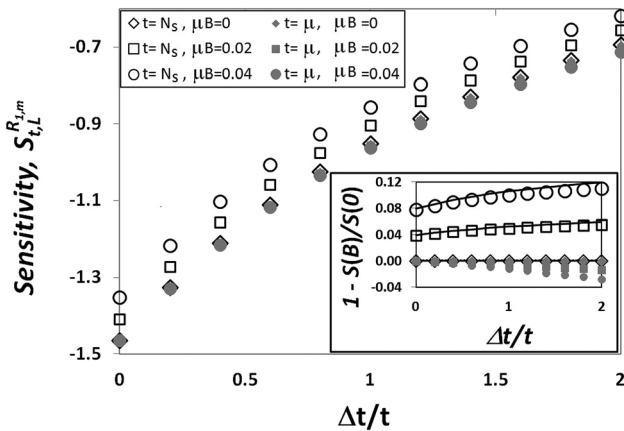 -0.7
-0.9
-1.1
-1.3
-1.5
Sensitivity, S_{t,L}^{R_{1,m}}
t= N_S , μB=0
t= μ, μB =0
t= N_S , μB=0.02
t= μ, μB=0.02
t= N_S , μB=0.04
t= μ, μB=0.04
1 - S(B)/S(0)
0.12
0.08
0.04
0.00
-0.04
0 1 2
Δt/t
0 0.5 1 1.5 2
Δt/t